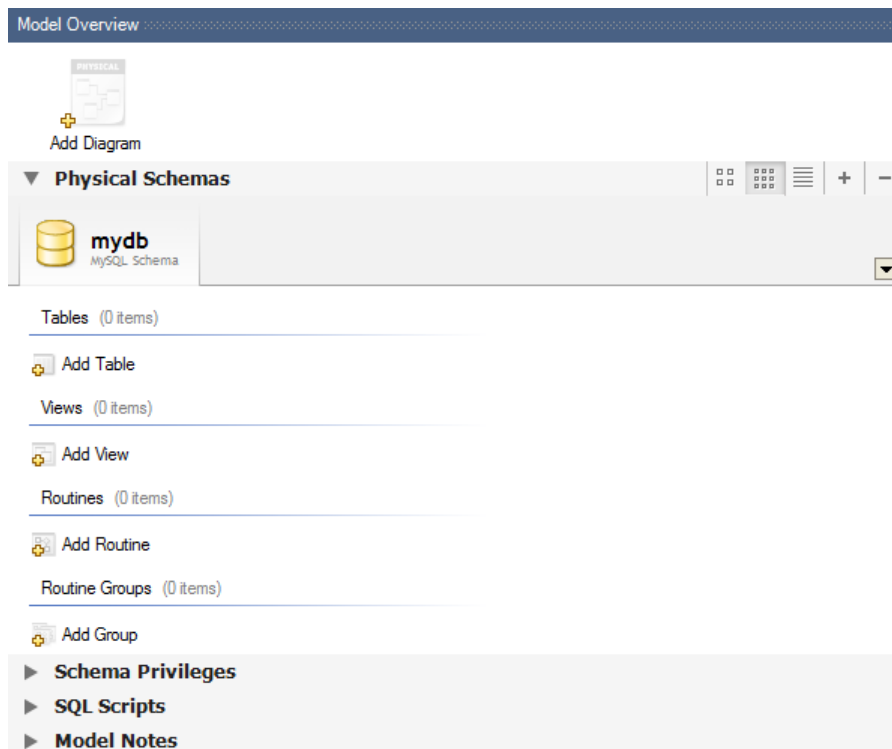 Model Overview
PHYSICAL
Add Diagram
Physical Schemas
mydb
MySQL Schema
Tables (0 items)
Add Table
Views (0 items)
Add View
Routines (0 items)
Add Routine
Routine Groups (0 items)
Add Group
Schema Privileges
SQL Scripts
Model Notes